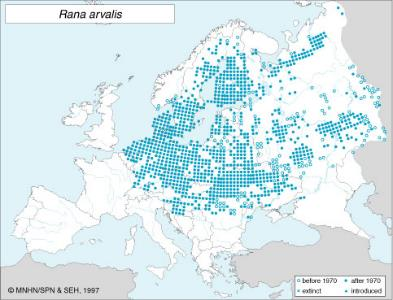 Rana arvalis
before 1970 after 1970
extinct introduced
© MNHN/SPN & SEH, 1997